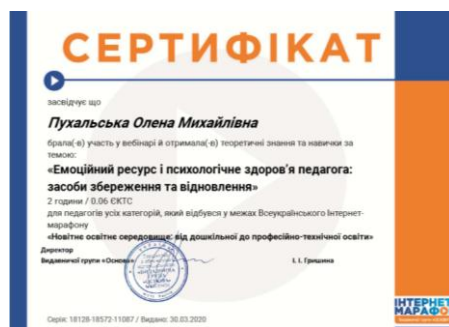 СЕРТИФІКАТ
засвідчує що
Пухальська Олена Михайлівна
брала(-в) участь у вебінарі й отримала(-в) теоретичні знання та навички за
темою:
«Емоційний ресурс і психологічне здоров'я педагога:
засоби збереження та відновлення»
2 години / 0.06 ЄКТС
для педагогів усіх категорій, який відбувся у межах Всеукраїнського Інтернет-
марафону
«Новітнє освітнє середовище: від дошкільної до професійно-технічної освіти»
Директор
Видавничої групи «Основа»
І. І. Гришина
Серія: 18128-18572-11087 / Видано: 30.03.2020
ІНТЕРНЕТ
МАРАФО